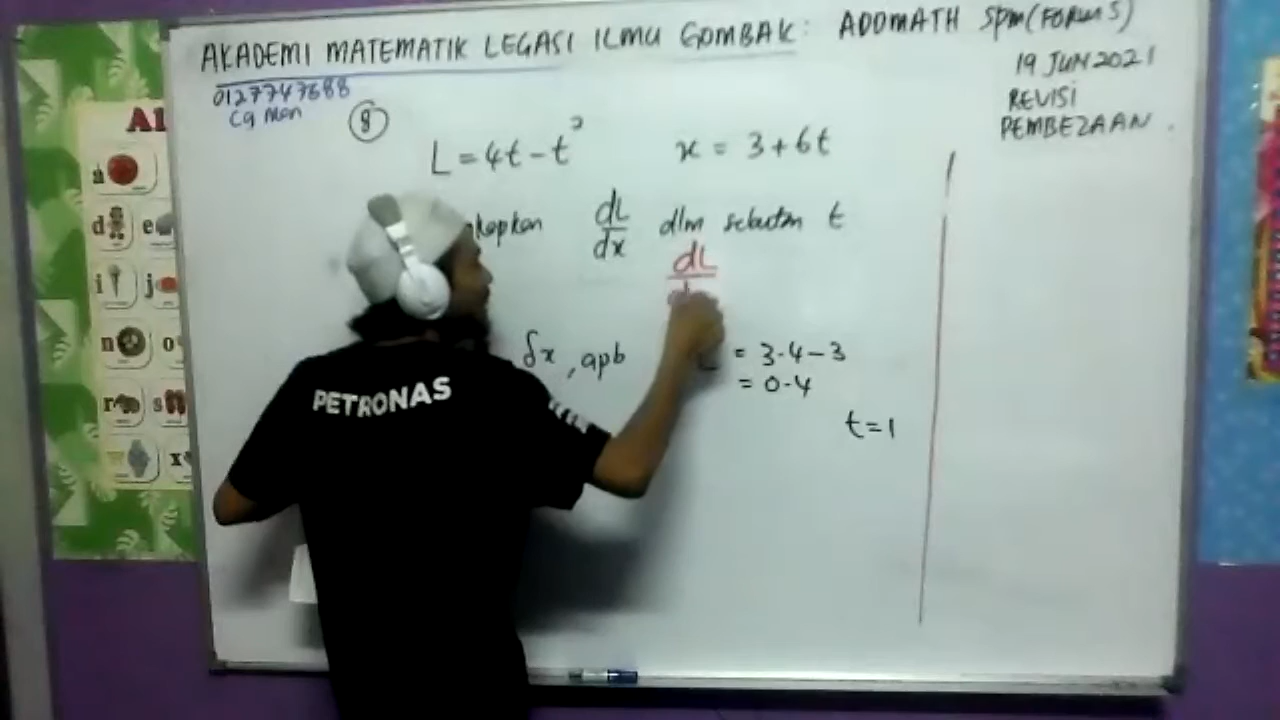 AKADEMI MATEMATIK LEGASI ILMU GOMBAK: ADDMATH SPM (FORM 5)
0127747688
Cg Man
19 JUN 2021
REVISI
PEMBEZAAN.
8
L = 4t - t²
x = 3 + 6t
dL/dx dlm sebutan t
dL
δx, apb
= 3.4 - 3
= 0.4
t = 1
PETRONAS
A1
a
d e
i j
n o
r s
x